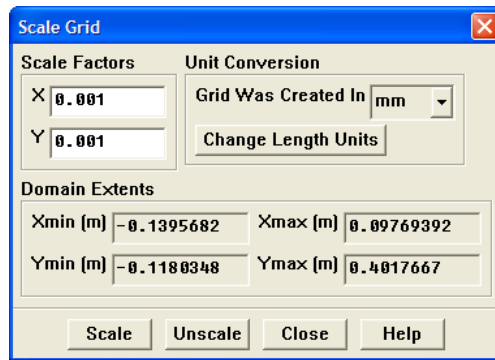 Scale Grid
Scale Factors
X 0.001
Y 0.001
Unit Conversion
Grid Was Created In mm
Change Length Units
Domain Extents
Xmin (m) -0.1395682 Xmax (m) 0.09769392
Ymin (m) -0.1180348 Ymax (m) 0.4017667
Scale Unscale Close Help